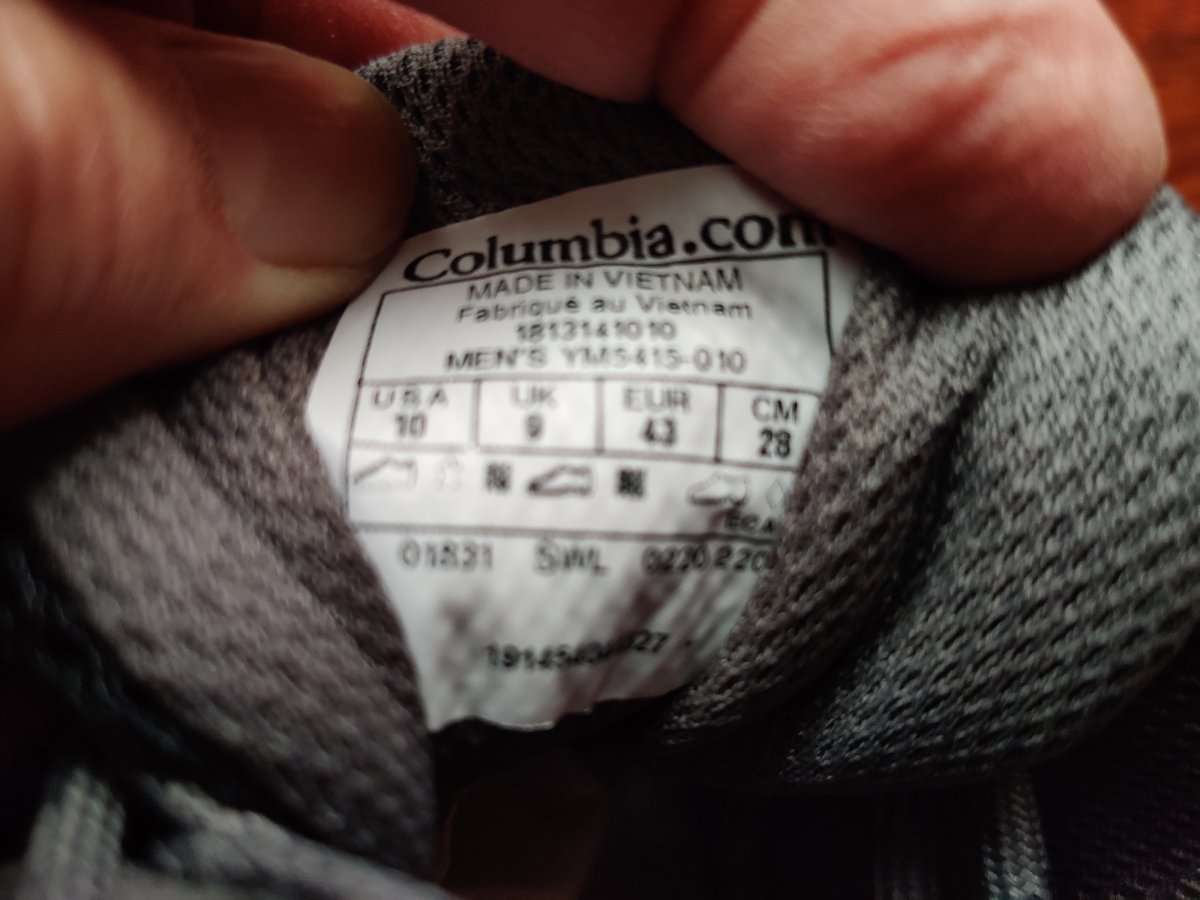 Columbia.com
MADE IN VIETNAM
Fabriqué au Vietnam
1813141010
MEN'S YM5415-010
USA UK EUR CM
10 9 43 28
01831 SWL